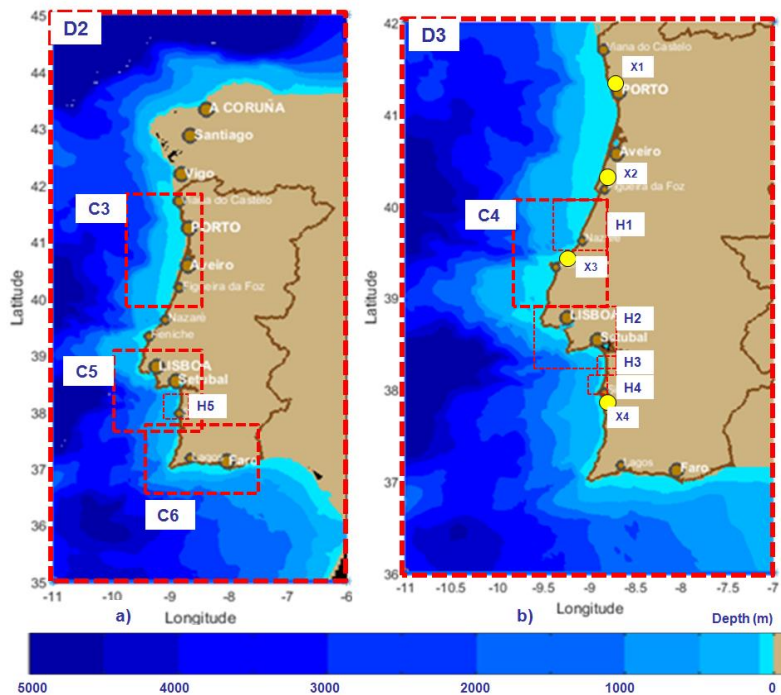 D2
45
44
43
42
41
40
39
38
37
36
35
Latitude
A CORUÑA
Santiago
Vigo
Viana do Castelo
C3
PORTO
Aveiro
Figueira da Foz
Nazaré
Peniche
C5
LISBOA
Setúbal
H5
Lagos
Faro
C6
-11 -10 -9 -8 -7 -6
Longitude
a)
D3
42
41
40
39
38
37
36
Latitude
Viana do Castelo
X1
PORTO
Aveiro
X2
Figueira da Foz
C4
H1
Nazaré
X3
H2
LISBOA
Setúbal
H3
H4
X4
Lagos
Faro
-11 -10.5 -10 -9.5 -9 -8.5 -8 -7.5 -7
Longitude
b)
Depth (m)
5000 4000 3000 2000 1000 0